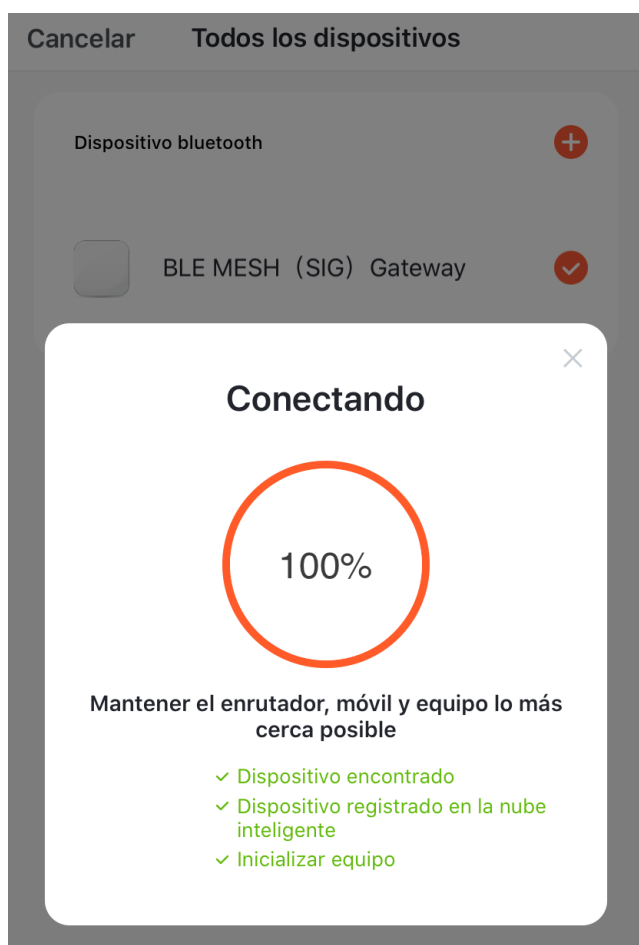 Cancelar Todos los dispositivos
Dispositivo bluetooth
BLE MESH（SIG）Gateway
Conectando
100%
Mantener el enrutador, móvil y equipo lo más
cerca posible
Dispositivo encontrado
Dispositivo registrado en la nube
inteligente
Inicializar equipo